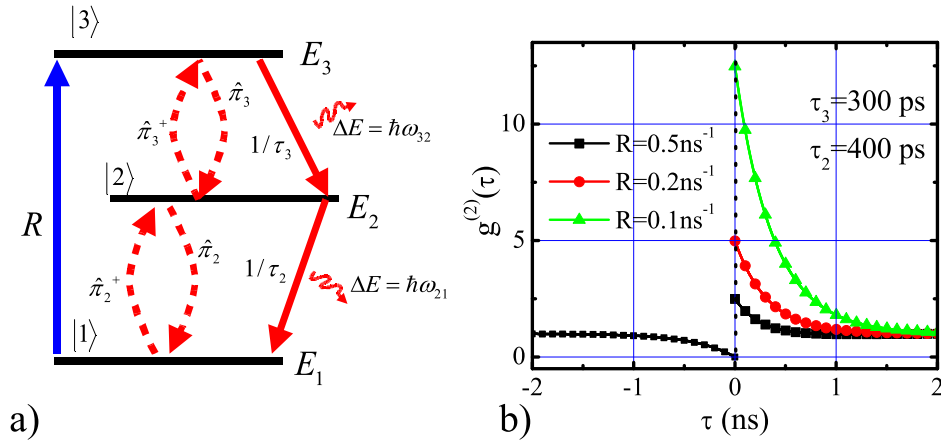 |3⟩
E₃
π̂₃
π̂₃⁺
1/τ₃
ΔE = ħω₃₂
|2⟩
E₂
R
π̂₂⁺
π̂₂
1/τ₂
ΔE = ħω₂₁
|1⟩
E₁
a)
g⁽²⁾(τ)
10
5
0
τ₃=300 ps
τ₂=400 ps
R=0.5ns⁻¹
R=0.2ns⁻¹
R=0.1ns⁻¹
-2 -1 0 1 2
τ (ns)
b)